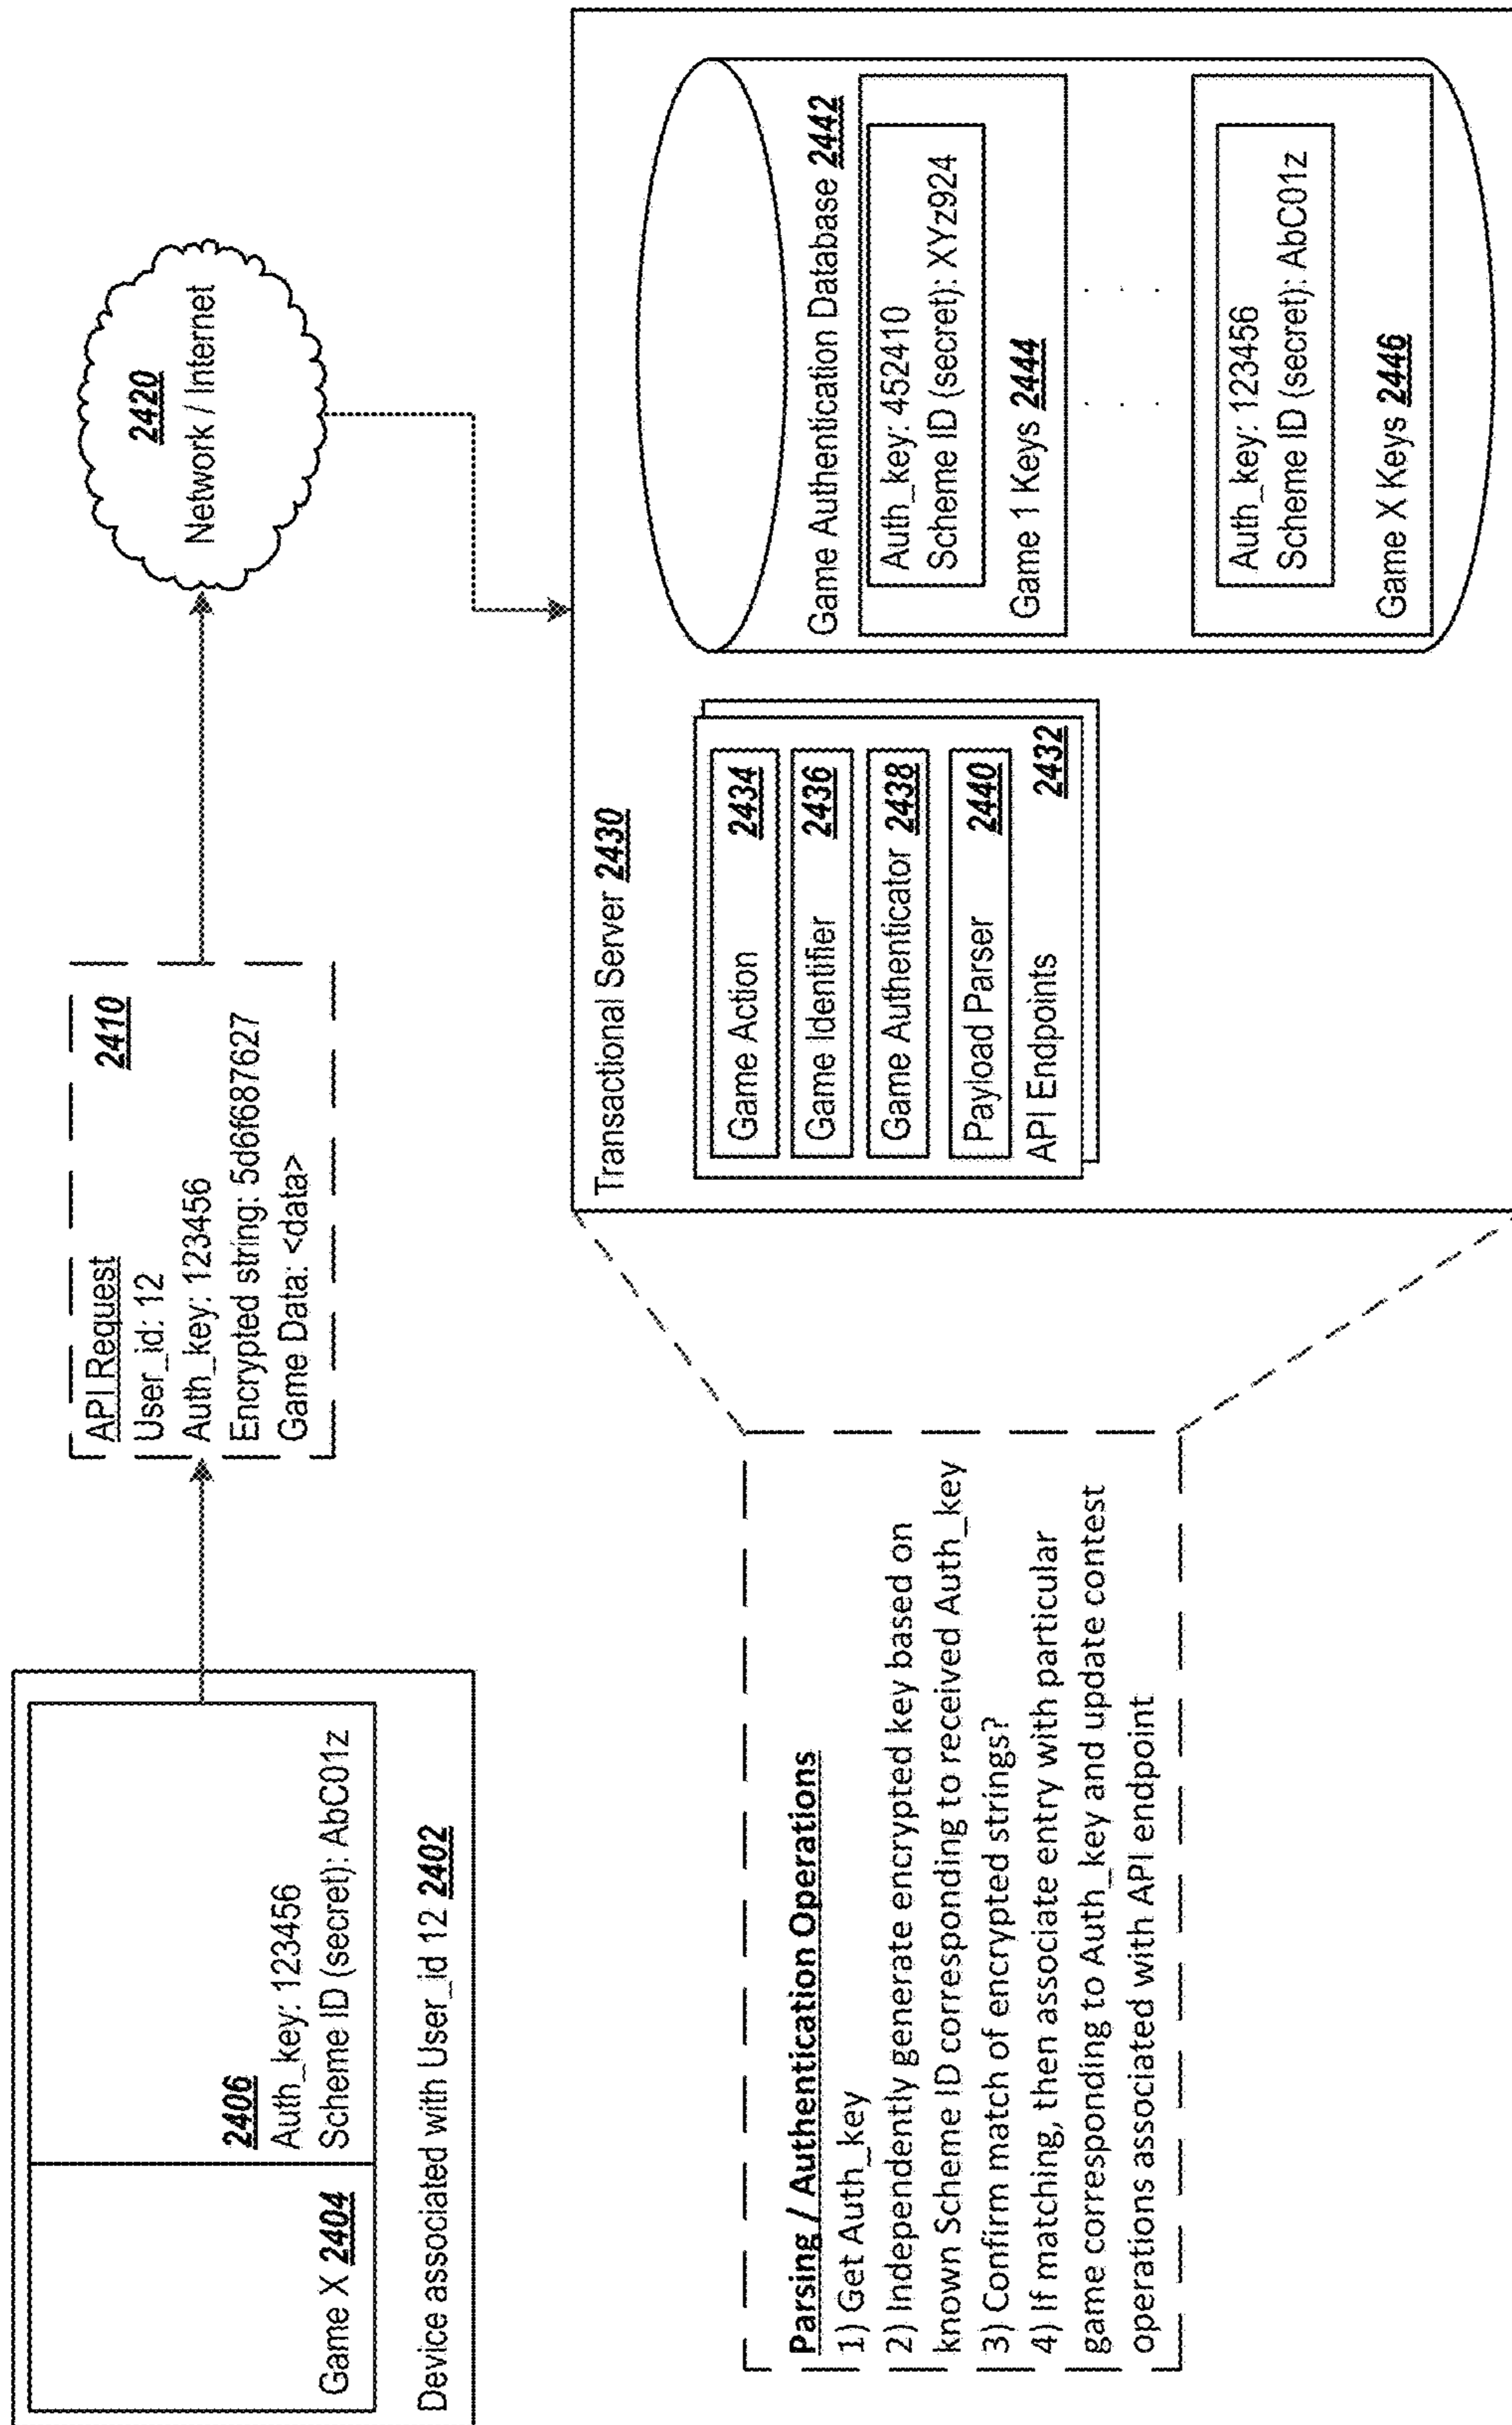 Game X 2404
2406
Auth_key: 123456
Scheme ID (secret): AbC01z
Device associated with User_id 12 2402
API Request 2410
User_id: 12
Auth_key: 123456
Encrypted string: 5d6f687627
Game Data: <data>
2420
Network / Internet
Parsing / Authentication Operations
1) Get Auth_key
2) Independently generate encrypted key based on
known Scheme ID corresponding to received Auth_key
3) Confirm match of encrypted strings?
4) If matching, then associate entry with particular
game corresponding to Auth_key and update contest
operations associated with API endpoint
Transactional Server 2430
Game Action 2434
Game Identifier 2436
Game Authenticator 2438
Payload Parser 2440
API Endpoints 2432
Game Authentication Database 2442
Auth_key: 452410
Scheme ID (secret): XYz924
Game 1 Keys 2444
. . .
. . .
Auth_key: 123456
Scheme ID (secret): AbC01z
Game X Keys 2446